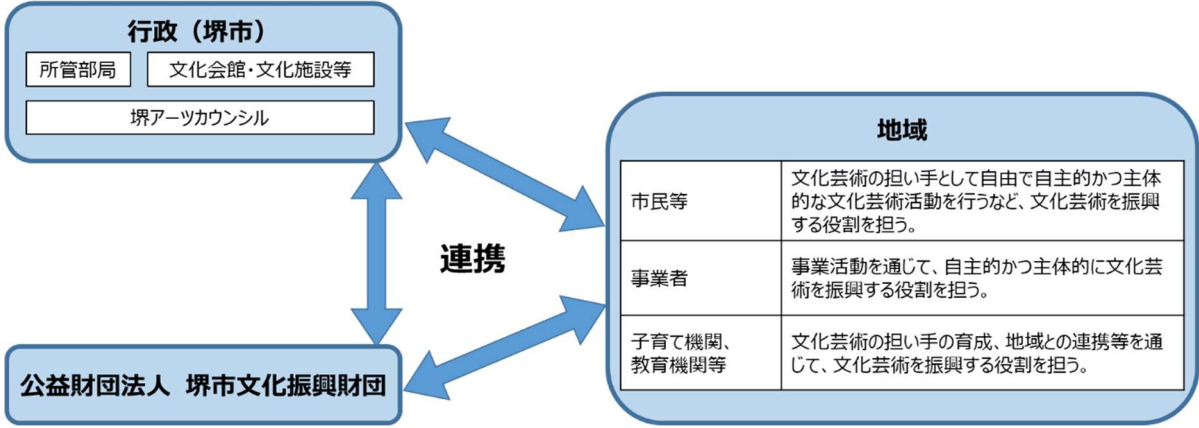 行政（堺市）
所管部局
文化会館・文化施設等
堺アーツカウンシル
連携
公益財団法人 堺市文化振興財団
地域
市民等
文化芸術の担い手として自由で自主的かつ主体
的な文化芸術活動を行うなど、文化芸術を振興
する役割を担う。
事業者
事業活動を通じて、自主的かつ主体的に文化芸
術を振興する役割を担う。
子育て機関、
教育機関等
文化芸術の担い手の育成、地域との連携等を通
じて、文化芸術を振興する役割を担う。